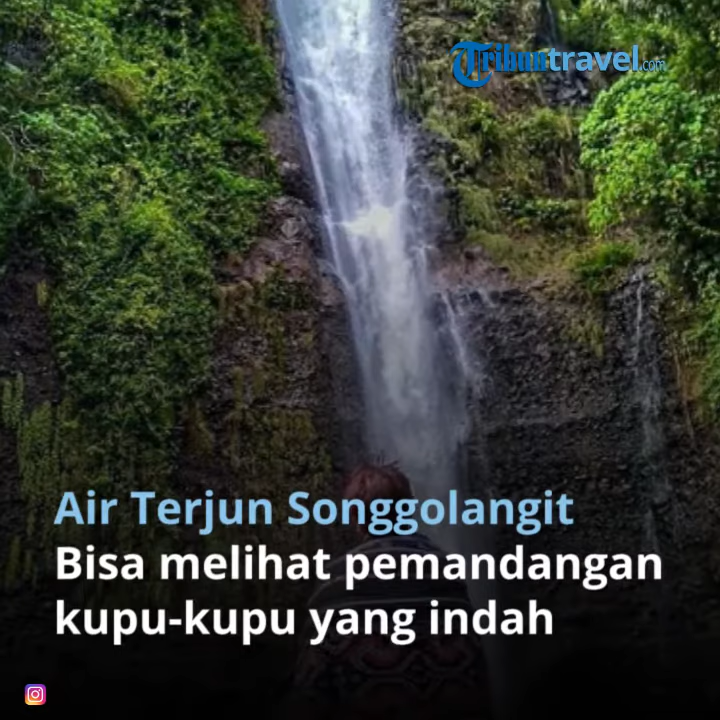 Tribuntravel.com
Air Terjun Songgolangit
Bisa melihat pemandangan
kupu-kupu yang indah